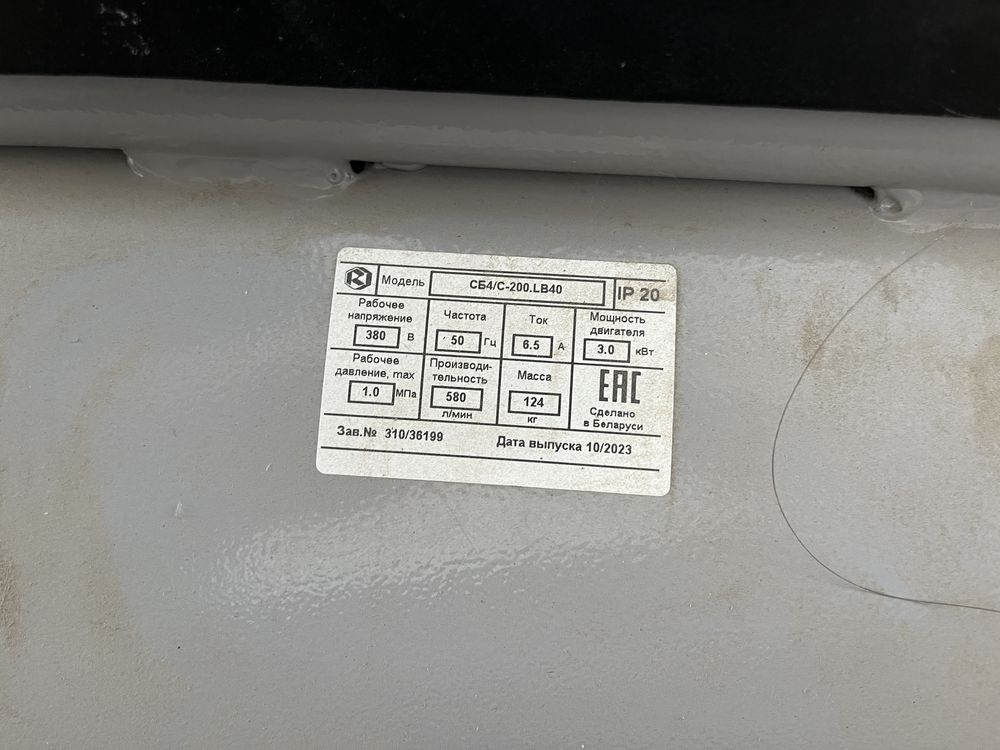 Модель СБ4/С-200.LB40 IP 20
Рабочее напряжение 380 В
Частота 50 Гц
Ток 6.5 А
Мощность двигателя 3.0 кВт
Рабочее давление, max 1.0 МПа
Производи-
тельность 580 л/мин
Масса 124 кг
EAC
Сделано
в Беларуси
Зав.№ 310/36199 Дата выпуска 10/2023